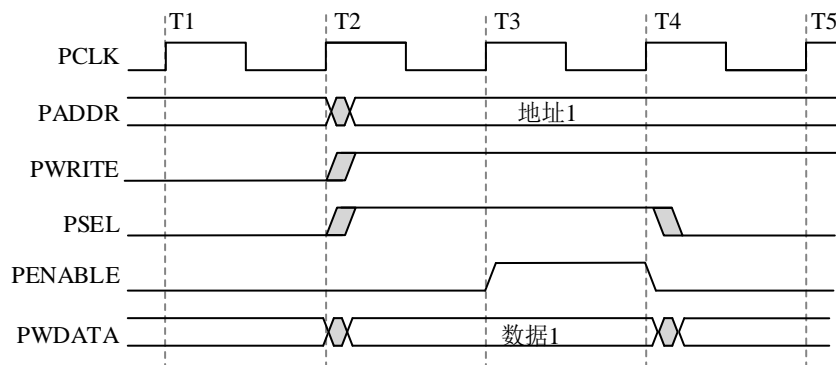 T1 T2 T3 T4 T5
PCLK
PADDR 地址1
PWRITE
PSEL
PENABLE
PWDATA 数据1